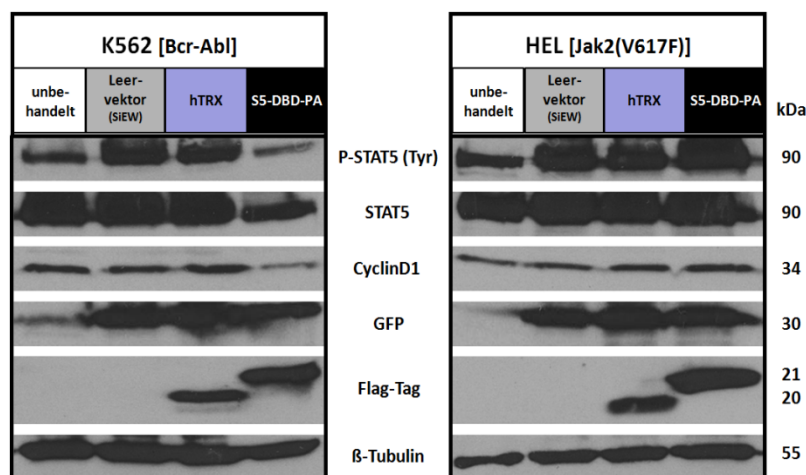 K562 [Bcr-Abl]
HEL [Jak2(V617F)]
unbe-
handelt
Leer-
vektor
(SiEW)
hTRX
S5-DBD-PA
unbe-
handelt
Leer-
vektor
(SiEW)
hTRX
S5-DBD-PA
kDa
P-STAT5 (Tyr)
90
STAT5
90
CyclinD1
34
GFP
30
Flag-Tag
21
20
ß-Tubulin
55